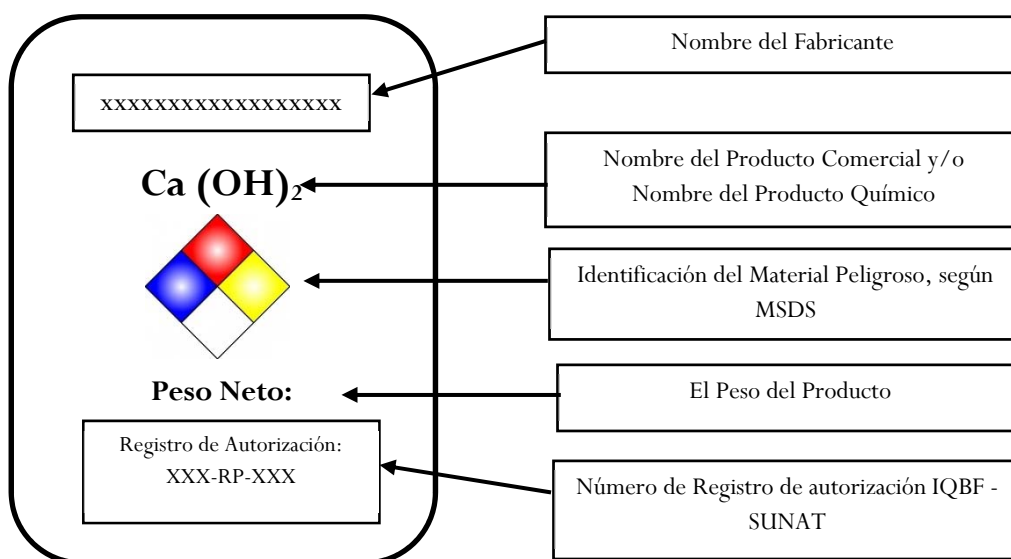 Nombre del Fabricante
xxxxxxxxxxxxxxxxxx
Ca (OH)₂
Nombre del Producto Comercial y/o
Nombre del Producto Químico
Identificación del Material Peligroso, según
MSDS
Peso Neto:
El Peso del Producto
Registro de Autorización:
XXX-RP-XXX
Número de Registro de autorización IQBF -
SUNAT